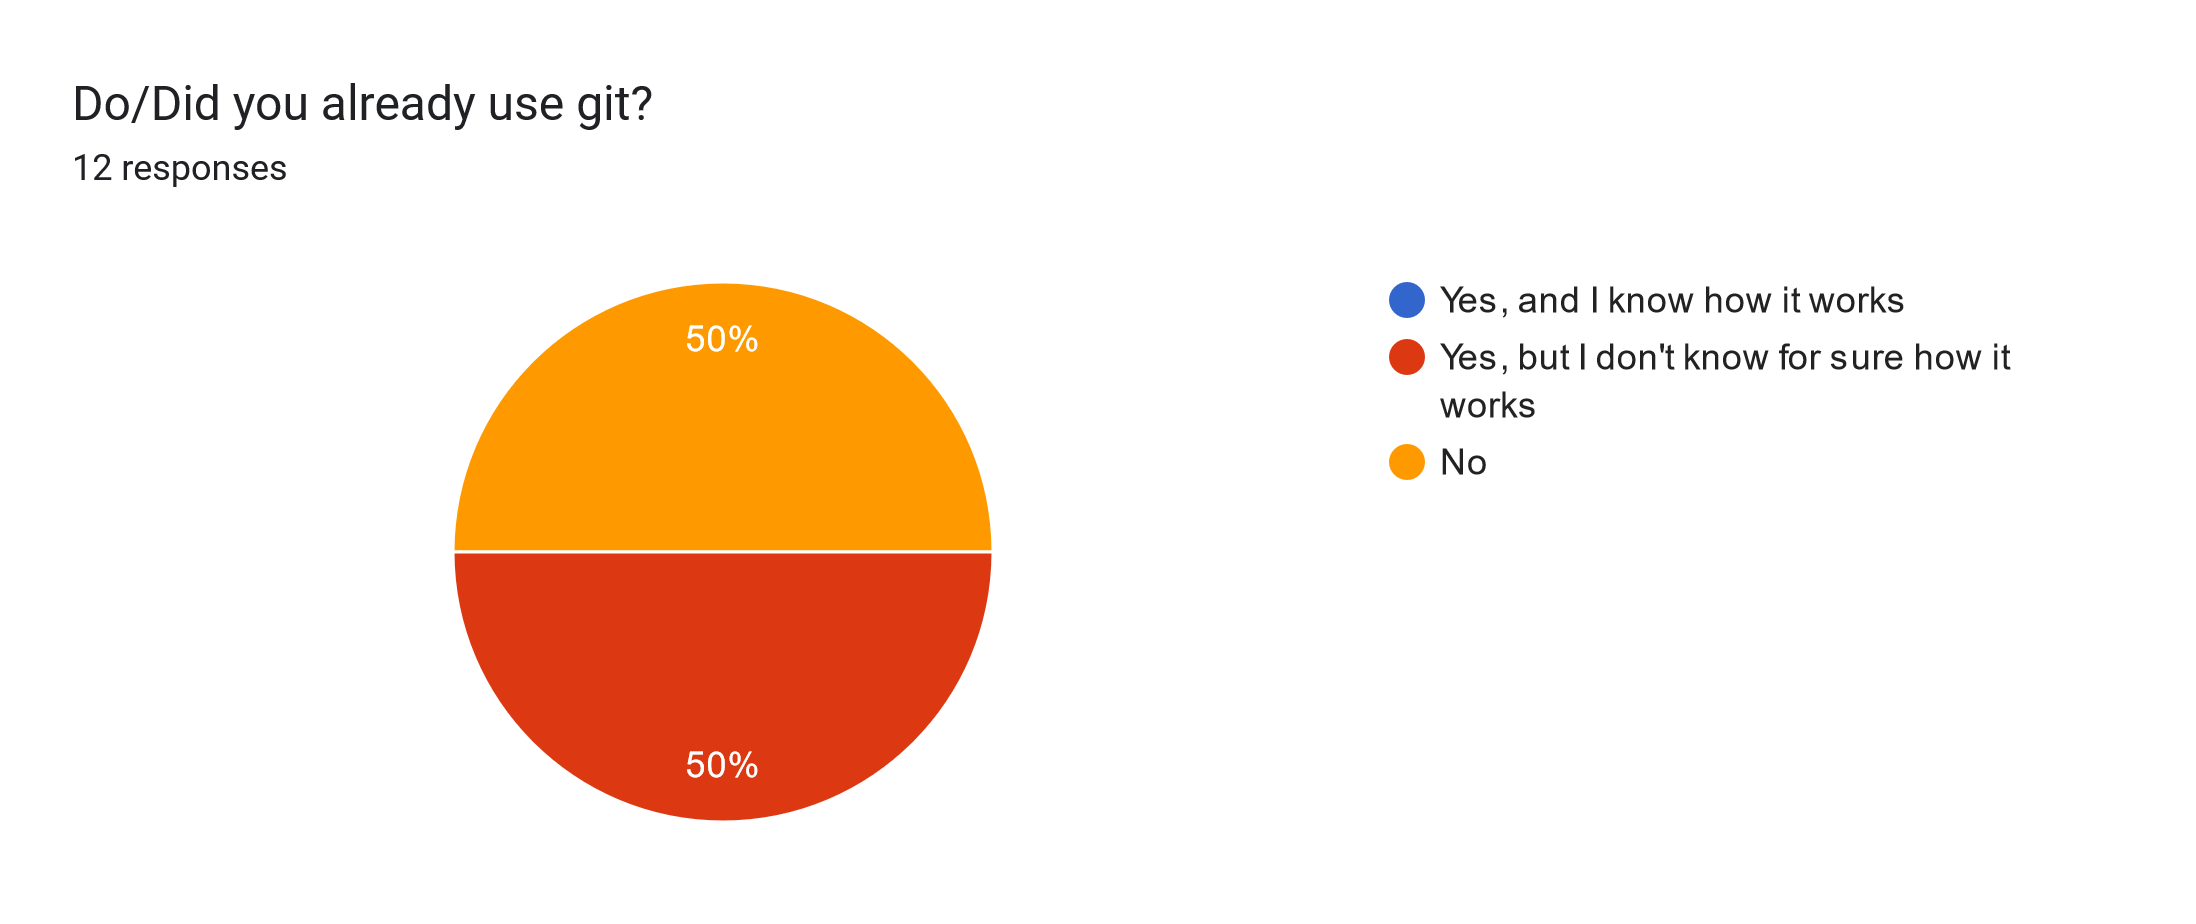 Do/Did you already use git?
12 responses
50%
50%
Yes, and I know how it works
Yes, but I don't know for sure how it
works
No